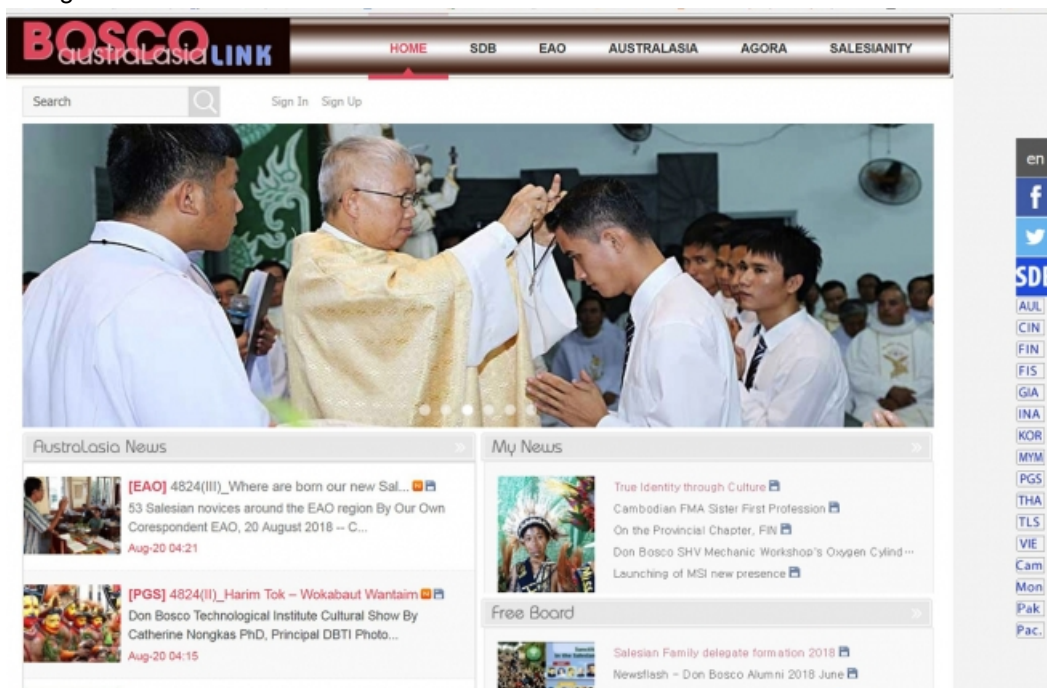 BOSCO
australasia LINK
HOME SDB EAO AUSTRALASIA AGORA SALESIANITY
Search
Sign In Sign Up
en
f
SDB
AUL
CIN
FIN
FIS
GIA
INA
KOR
MYM
PGS
THA
TLS
VIE
Cam
Mon
Pak
Pac.
AustraLasia News
[EAO] 4824(III)_Where are born our new Sal...
53 Salesian novices around the EAO region By Our Own
Corespondent EAO, 20 August 2018 -- C...
Aug-20 04:21
[PGS] 4824(II)_Harim Tok – Wokabaut Wantaim
Don Bosco Technological Institute Cultural Show By
Catherine Nongkas PhD, Principal DBTI Photo...
Aug-20 04:15
My News
True Identity through Culture
Cambodian FMA Sister First Profession
On the Provincial Chapter, FIN
Don Bosco SHV Mechanic Workshop's Oxygen Cylind···
Launching of MSI new presence
Free Board
Salesian Family delegate formation 2018
Newsflash – Don Bosco Alumni 2018 June